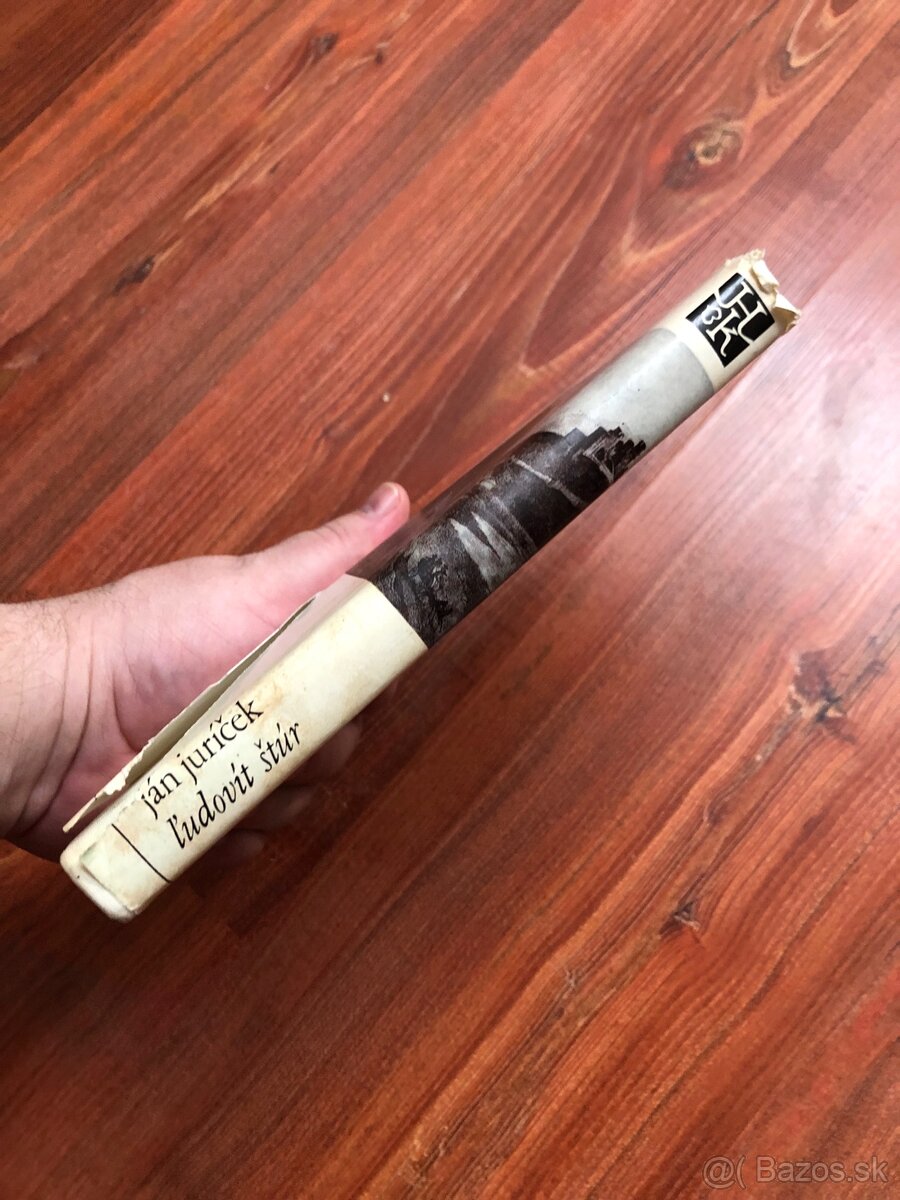 ján juríček
ľudovít štúr
@( Bazos.sk